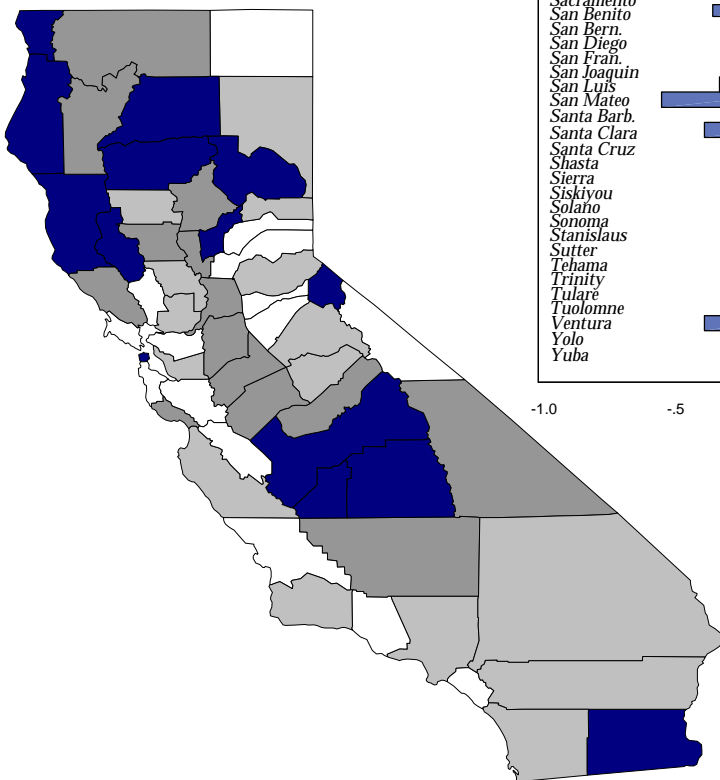 Sacramento
San Benito
San Bern.
San Diego
San Fran.
San Joaquin
San Luis
San Mateo
Santa Barb.
Santa Clara
Santa Cruz
Shasta
Sierra
Siskiyou
Solano
Sonoma
Stanislaus
Sutter
Tehama
Trinity
Tulare
Tuolomne
Ventura
Yolo
Yuba
-1.0 -.5